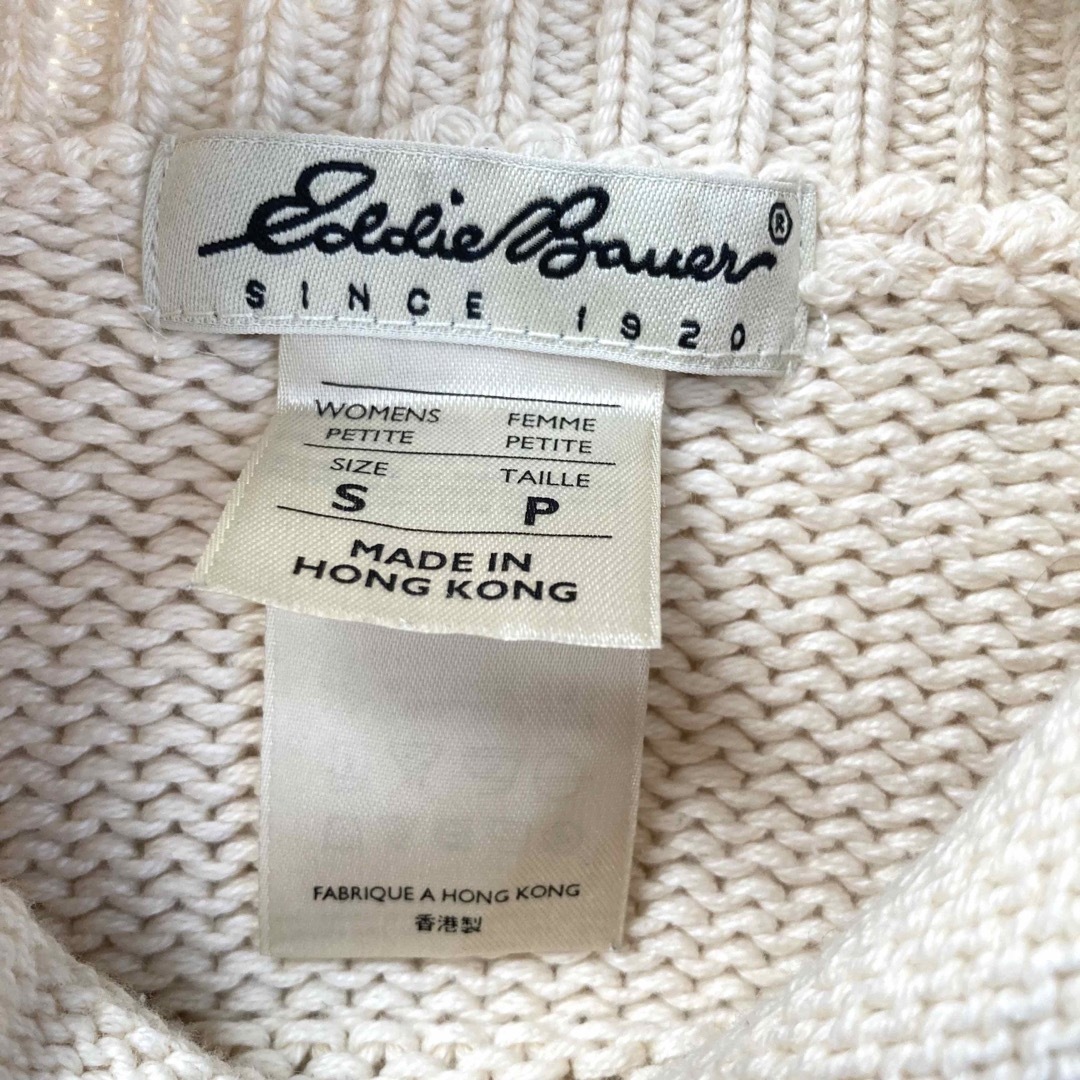 Eddie Bauer ®
SINCE 1920
WOMENS FEMME
PETITE PETITE
SIZE TAILLE
S P
MADE IN
HONG KONG
FABRIQUE A HONG KONG
香港製